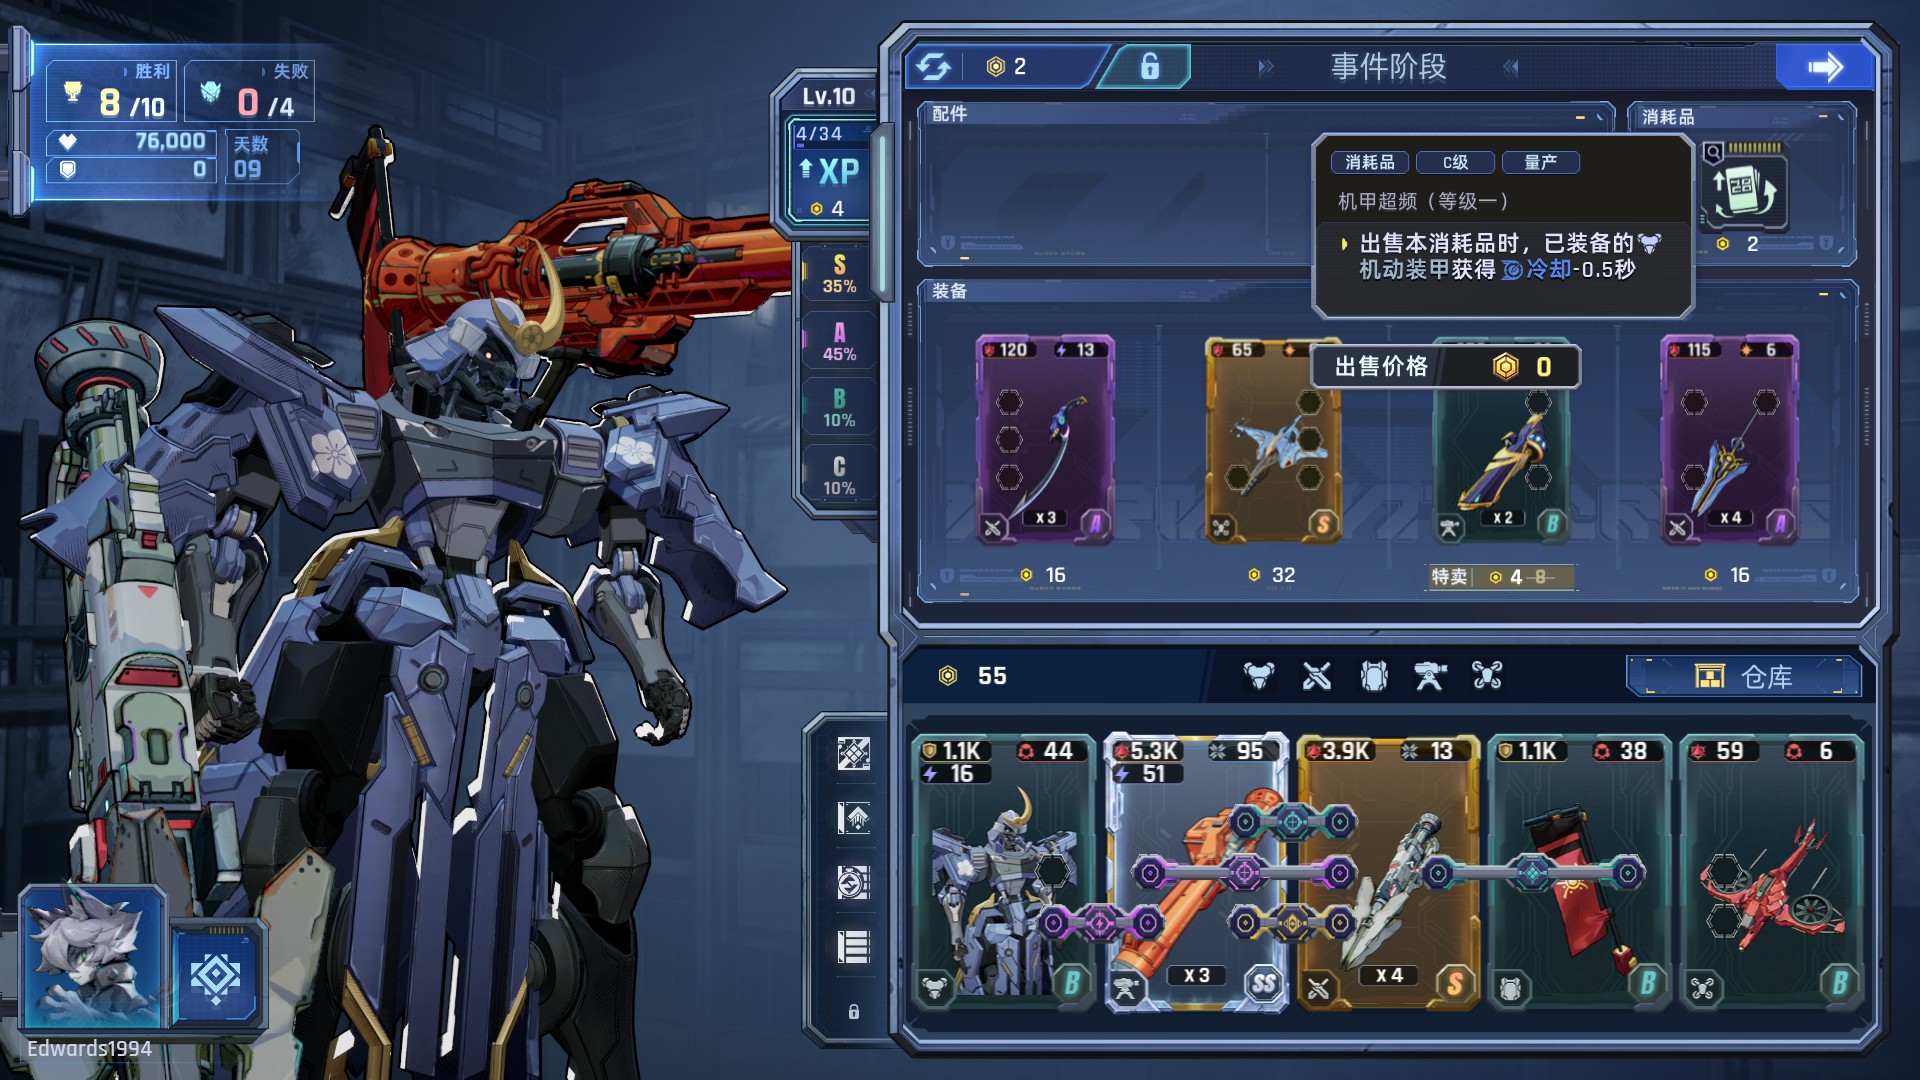 胜利
8/10
失败
0/4
76,000
0
天数
09
Lv.10
4/34
XP
4
S
35%
A
45%
B
10%
C
10%
2
事件阶段
配件
消耗品
2
消耗品
C级
量产
机甲超频（等级一）
出售本消耗品时，已装备的
机动装甲获得冷却-0.5秒
出售价格
0
装备
120
13
x3
A
16
65
S
32
x2
B
特卖
4
8
115
6
x4
A
16
55
仓库
1.1K
44
16
B
5.3K
95
51
x3
SS
3.9K
13
x4
S
1.1K
38
B
59
6
B
Edwards1994